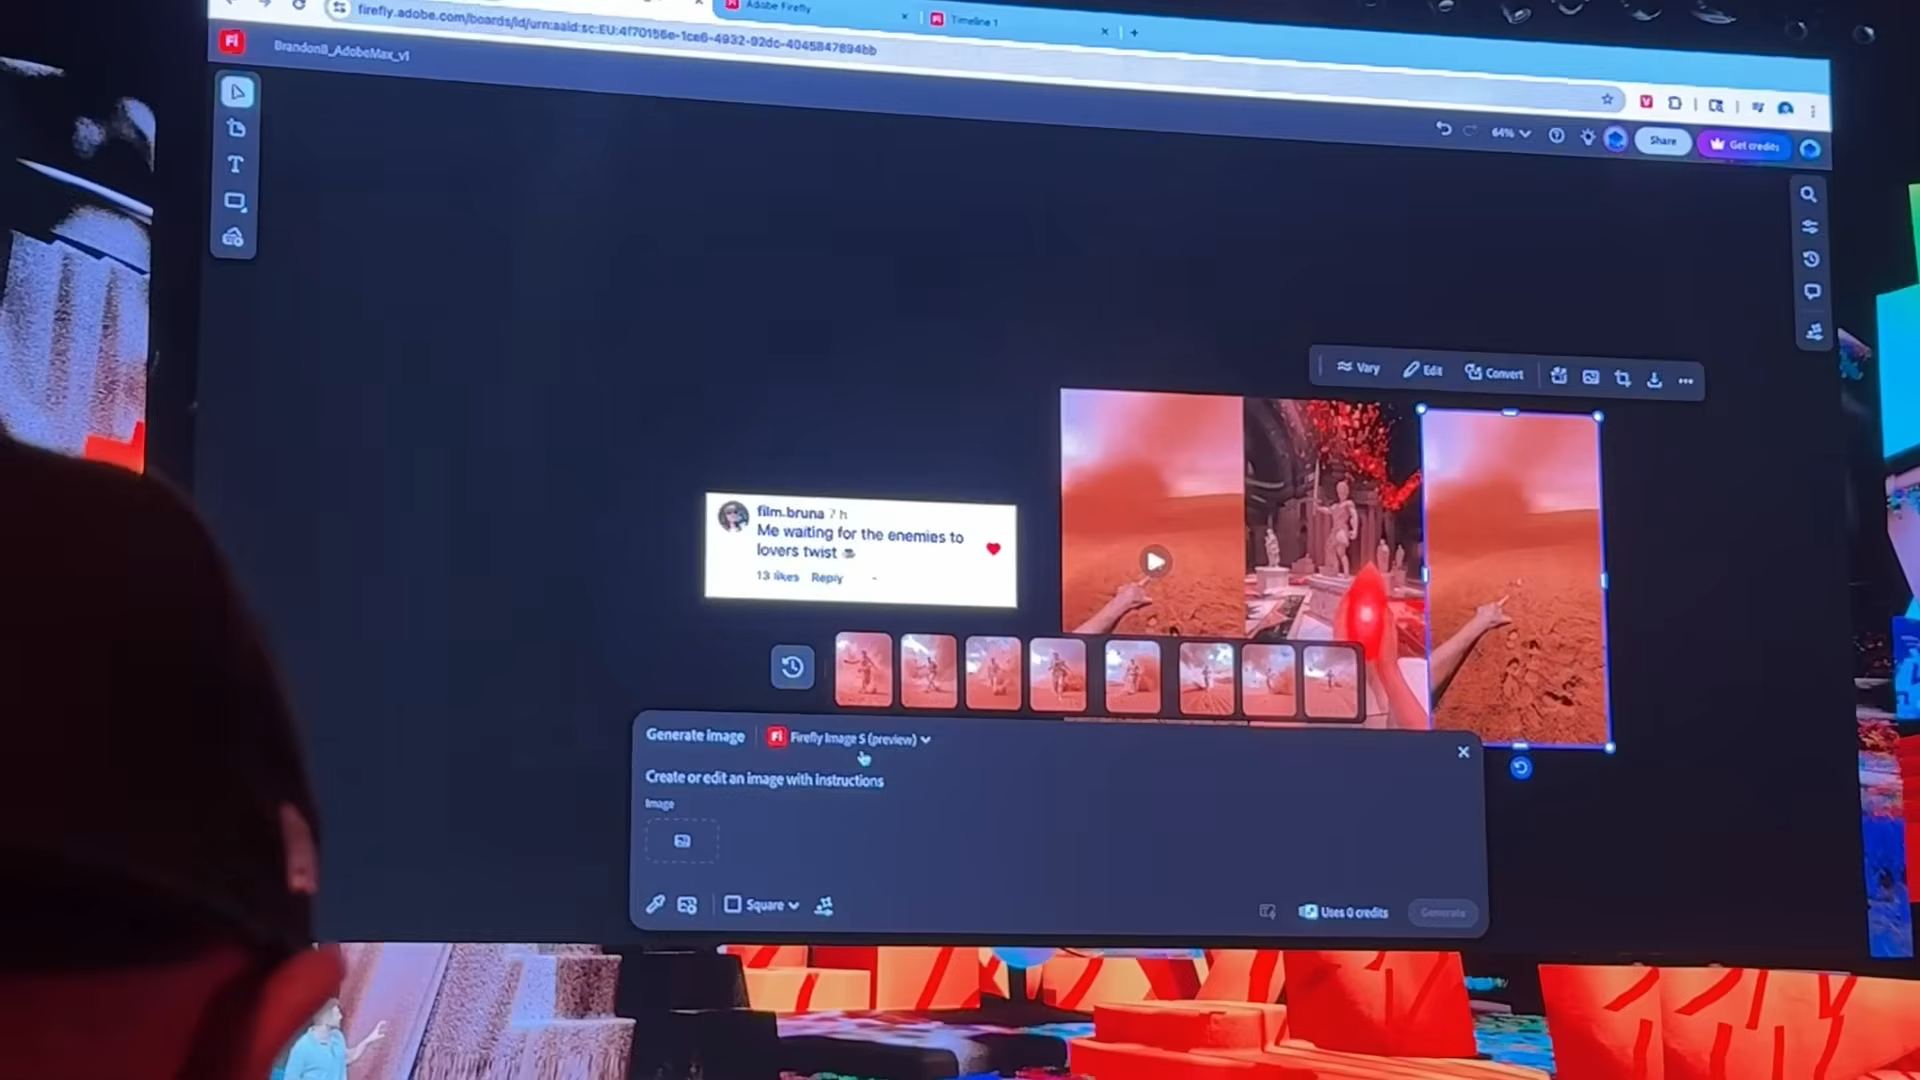 Adobe Firefly
Timeline 1
firefly.adobe.com/boards/id/urn:aaid:sc:EU:4f70156e-1ce6-4932-92dc-4045847894bb
BrandonB_AdobeMax_v1
64%
Share
Get credits
T
Vary
Edit
Convert
film.bruna 7 h
Me waiting for the enemies to
lovers twist
13 likes Reply
Generate image
Fi
Firefly Image 5 (preview)
Create or edit an image with instructions
Image
Square
Uses 0 credits
Generate